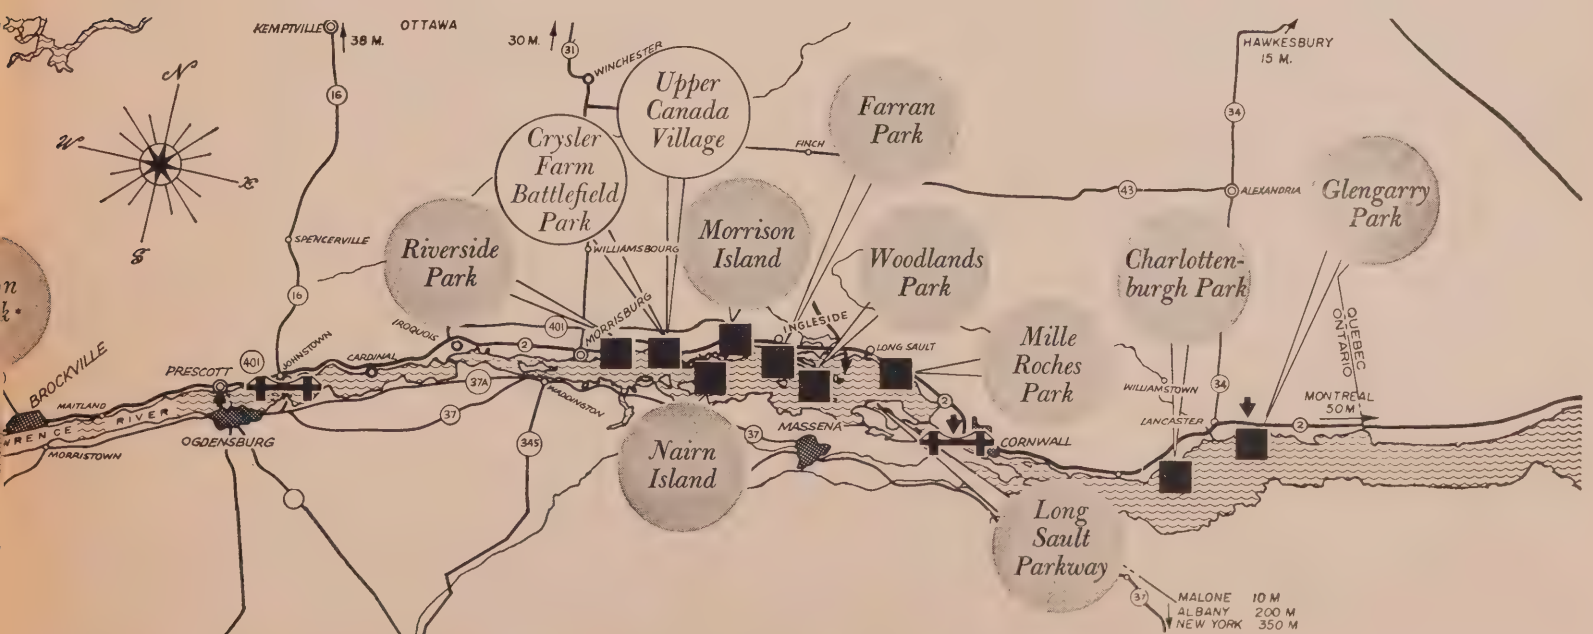 KEMPTVILLE
38 M.
OTTAWA
30 M.
31
WINCHESTER
HAWKESBURY
15 M.
N
W
E
S
16
Upper
Canada
Village
Crysler
Farm
Battlefield
Park
Farran
Park
FINCH
34
43
ALEXANDRIA
Glengarry
Park
SPENCERVILLE
Riverside
Park
WILLIAMSBOURG
Morrison
Island
Woodlands
Park
Charlotten-
burgh Park
16
n
k.
IROQUOIS
401
MORRISBURG
INGLESIDE
LONG SAULT
Mille
Roches
Park
QUEBEC
ONTARIO
BROCKVILLE
PRESCOTT
401
JOHNSTOWN
CARDINAL
2
37A
WADDINGTON
37
WILLIAMSTOWN
34
LANCASTER
MONTREAL
50 M
2
MAITLAND
WRENCE RIVER
MORRISTOWN
OGDENSBURG
345
37
MASSENA
2
CORNWALL
Nairn
Island
Long
Sault
Parkway
37
MALONE 10 M
ALBANY 200 M
NEW YORK 350 M